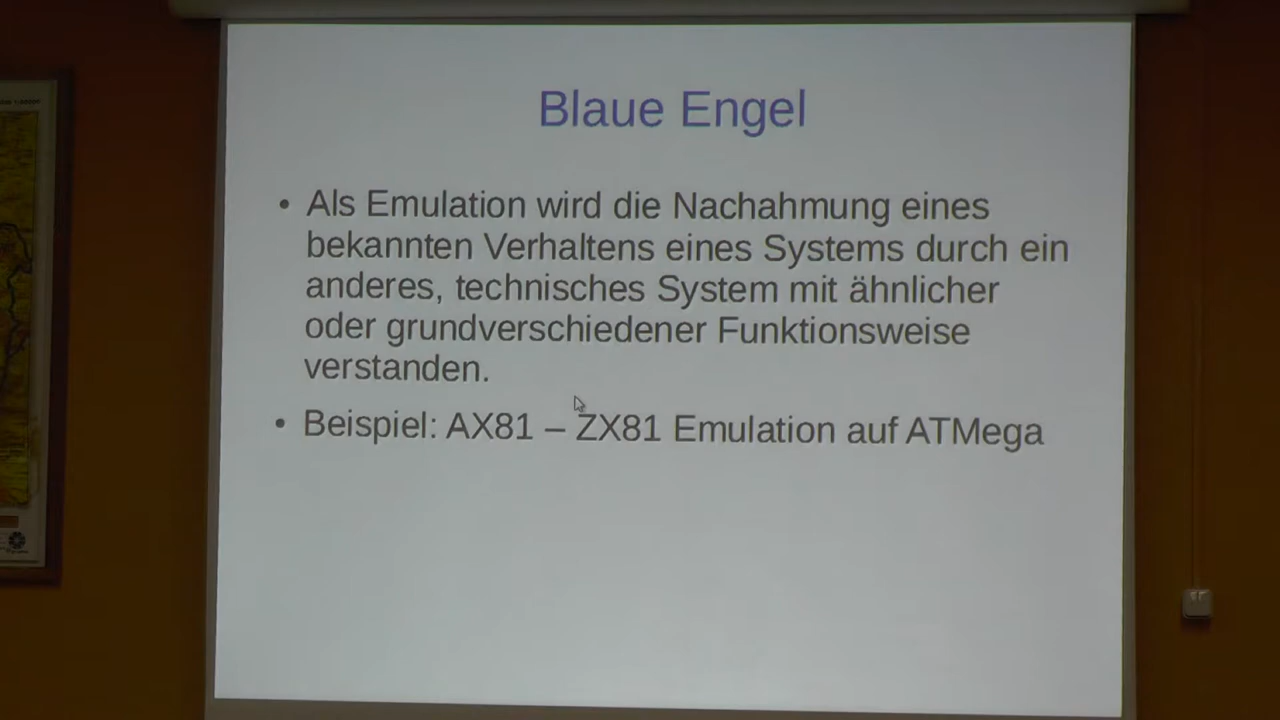 Blaue Engel
• Als Emulation wird die Nachahmung eines
bekannten Verhaltens eines Systems durch ein
anderes, technisches System mit ähnlicher
oder grundverschiedener Funktionsweise
verstanden.
• Beispiel: AX81 – ZX81 Emulation auf ATMega